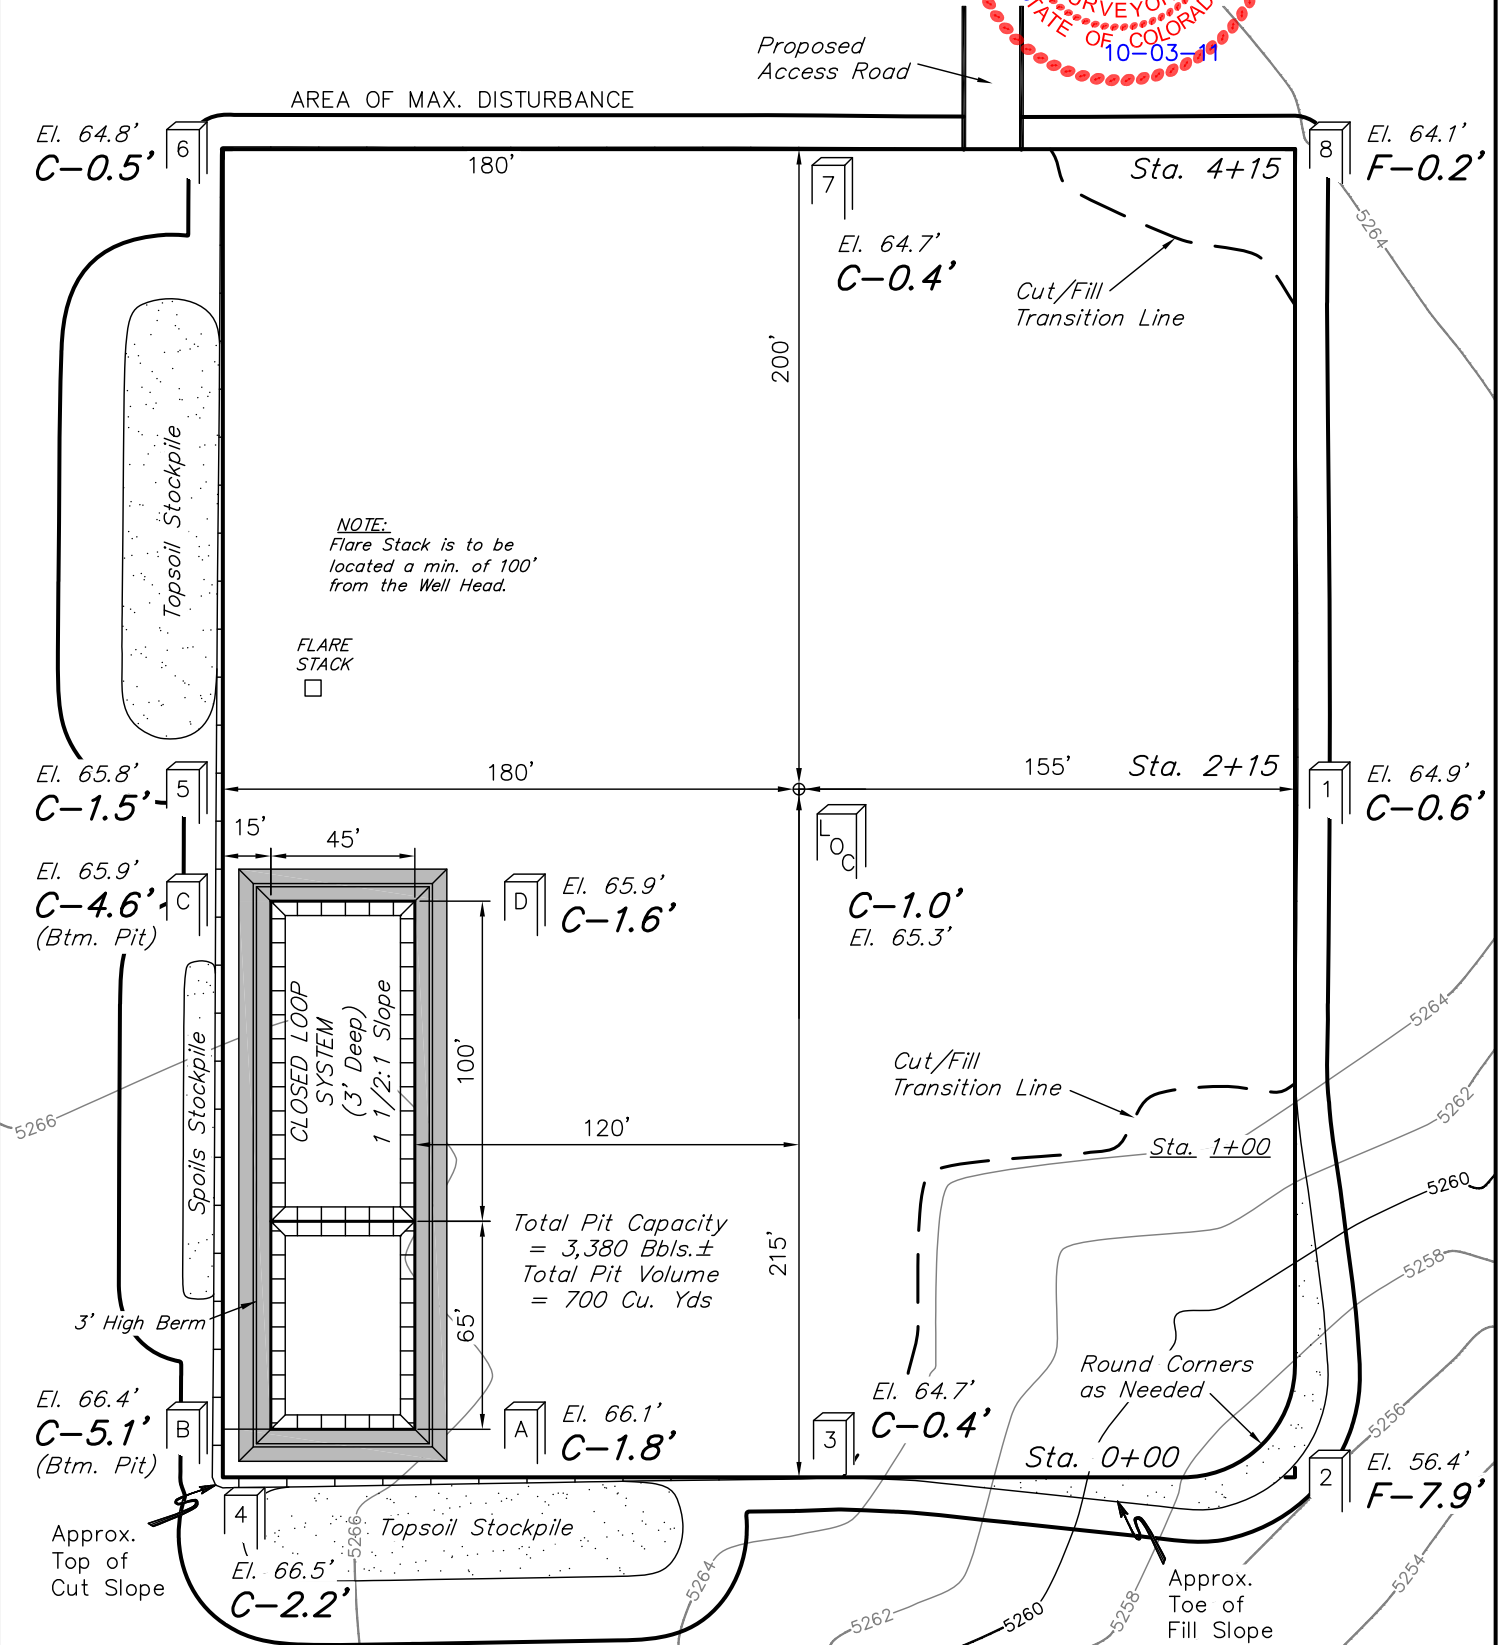 SURVEYOR
STATE OF COLORADO
10-03-11
Proposed
Access Road
AREA OF MAX. DISTURBANCE
El. 64.8'
C-0.5'
6
180'
7
El. 64.7'
C-0.4'
Sta. 4+15
8
El. 64.1'
F-0.2'
5264
Cut/Fill
Transition Line
200'
Topsoil Stockpile
NOTE:
Flare Stack is to be
located a min. of 100'
from the Well Head.
FLARE
STACK
El. 65.8'
C-1.5'
5
180'
155'
Sta. 2+15
1
El. 64.9'
C-0.6'
15'
45'
LOC
C-1.0'
El. 65.3'
El. 65.9'
C-4.6'
(Btm. Pit)
C
D
El. 65.9'
C-1.6'
CLOSED LOOP
SYSTEM
(3' Deep)
1 1/2:1 Slope
100'
Spoils Stockpile
5266
5264
Cut/Fill
Transition Line
5262
120'
Sta. 1+00
5260
Total Pit Capacity
= 3,380 Bbls.±
Total Pit Volume
= 700 Cu. Yds
215'
5258
3' High Berm
65'
Round Corners
as Needed
El. 66.4'
C-5.1'
(Btm. Pit)
B
A
El. 66.1'
C-1.8'
3
El. 64.7'
C-0.4'
5256
Sta. 0+00
2
El. 56.4'
F-7.9'
4
Approx.
Top of
Cut Slope
El. 66.5'
C-2.2'
5266
Topsoil Stockpile
5264
5262
5260
5258
Approx.
Toe of
Fill Slope
5254